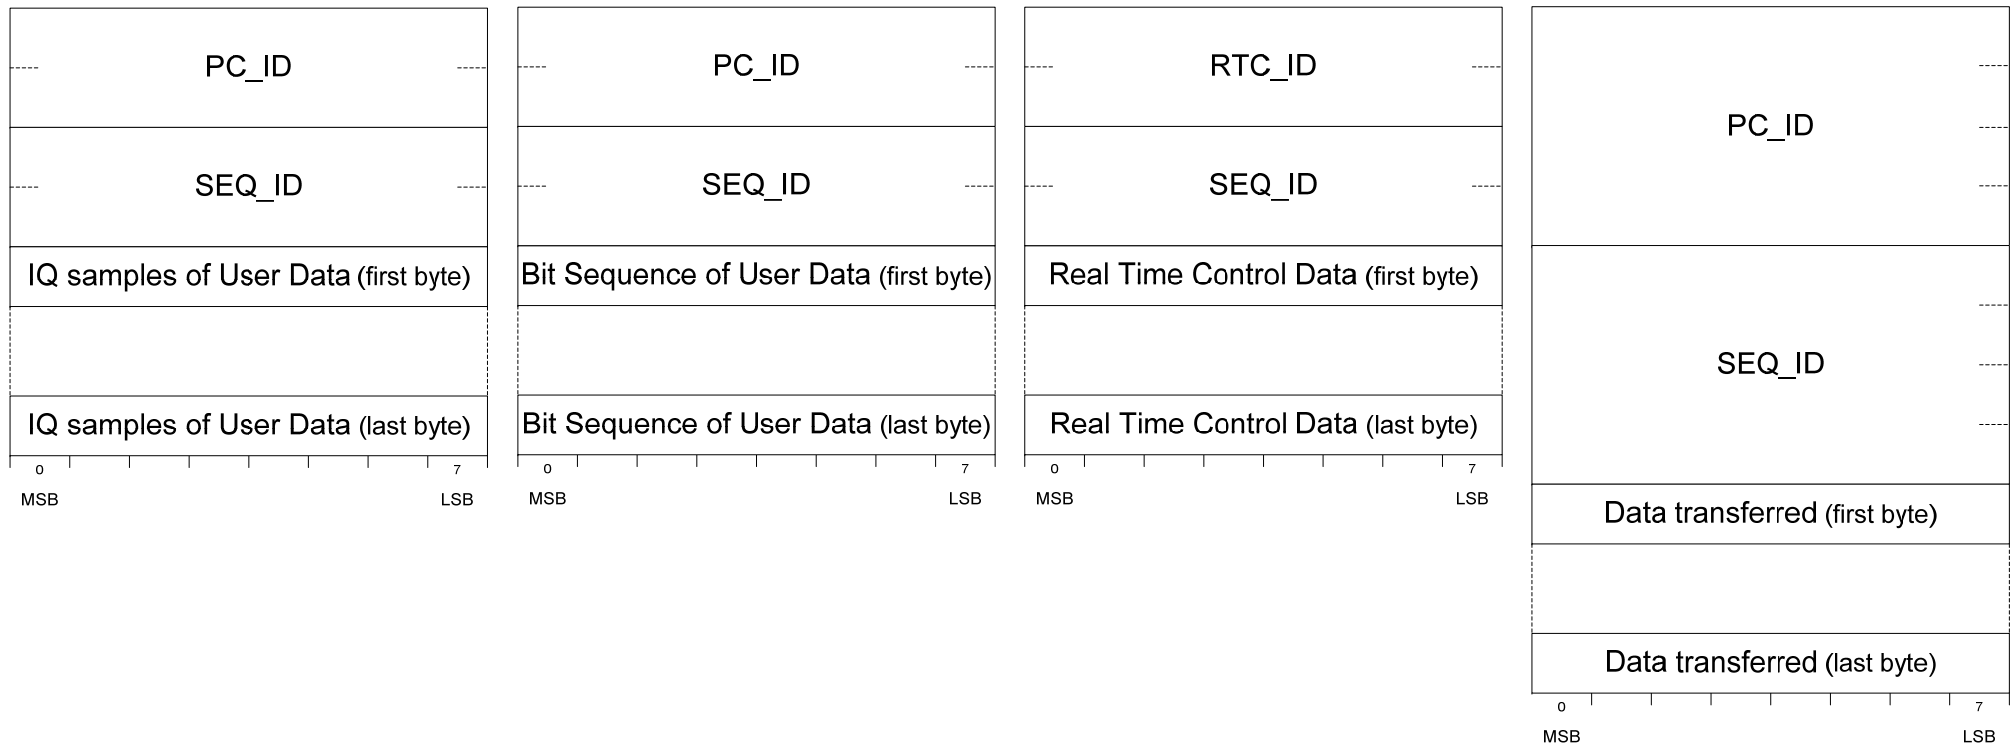 PC_ID
SEQ_ID
IQ samples of User Data (first byte)
IQ samples of User Data (last byte)
0 7
MSB LSB
PC_ID
SEQ_ID
Bit Sequence of User Data (first byte)
Bit Sequence of User Data (last byte)
0 7
MSB LSB
RTC_ID
SEQ_ID
Real Time Control Data (first byte)
Real Time Control Data (last byte)
0 7
MSB LSB
PC_ID
SEQ_ID
Data transferred (first byte)
Data transferred (last byte)
0 7
MSB LSB